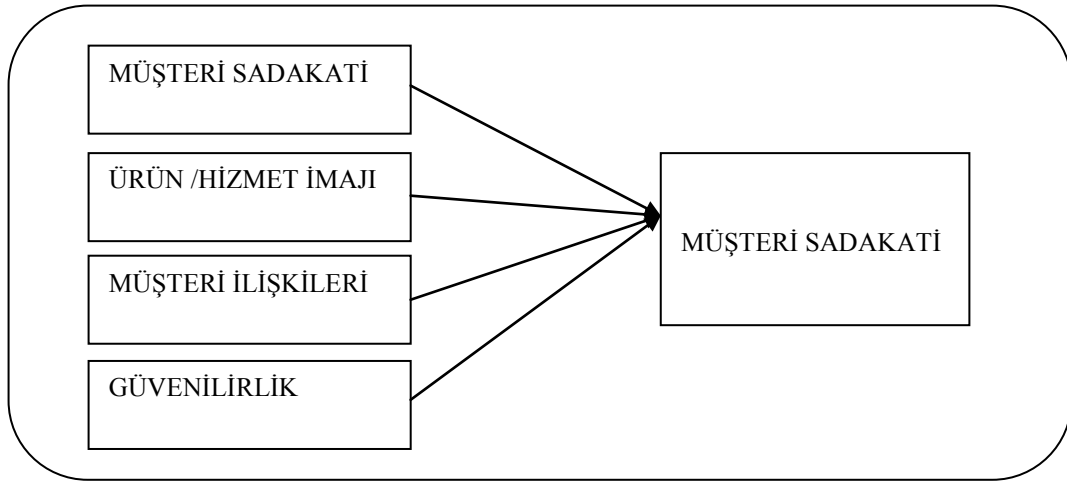 MÜŞTERİ SADAKATİ
ÜRÜN /HİZMET İMAJI
MÜŞTERİ İLİŞKİLERİ
GÜVENİLİRLİK
MÜŞTERİ SADAKATİ